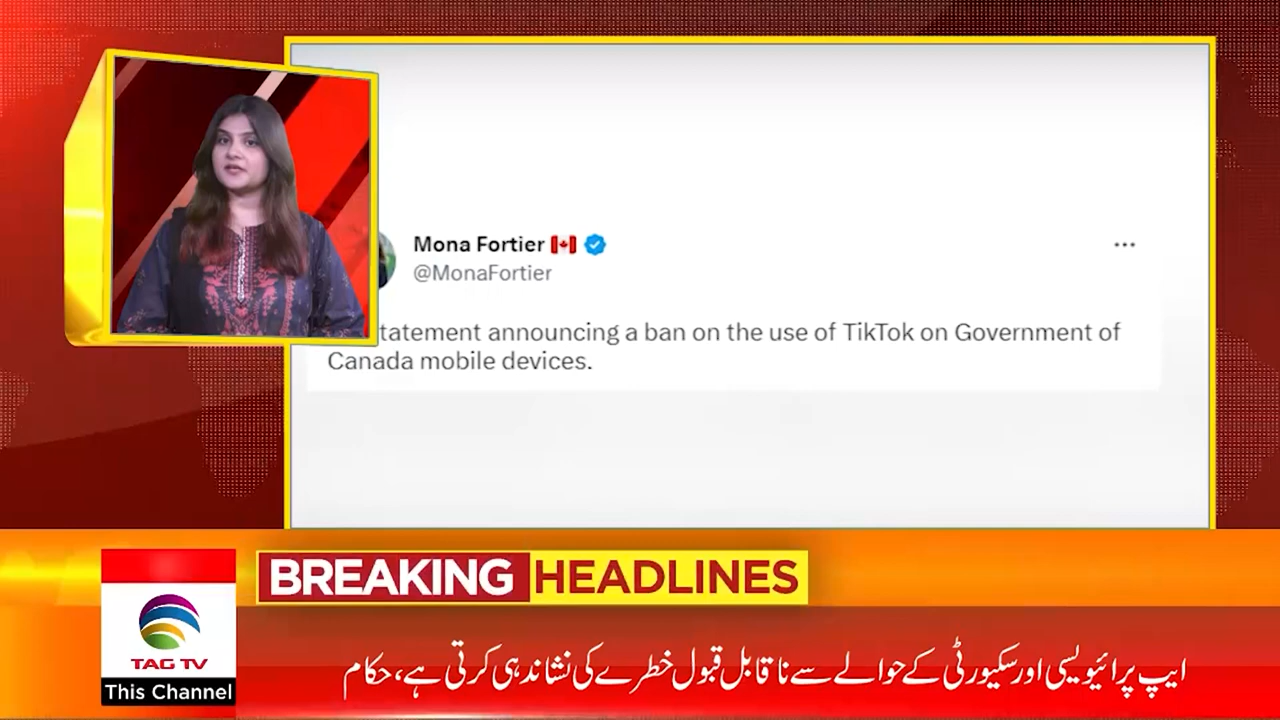 Mona Fortier
@MonaFortier
tatement announcing a ban on the use of TikTok on Government of
Canada mobile devices.
BREAKING HEADLINES
TAG TV
This Channel
ایپ پرائیویسی اور سکیورٹی کے حوالے سے ناقابل قبول خطرے کی نشاندہی کرتی ہے، حکام